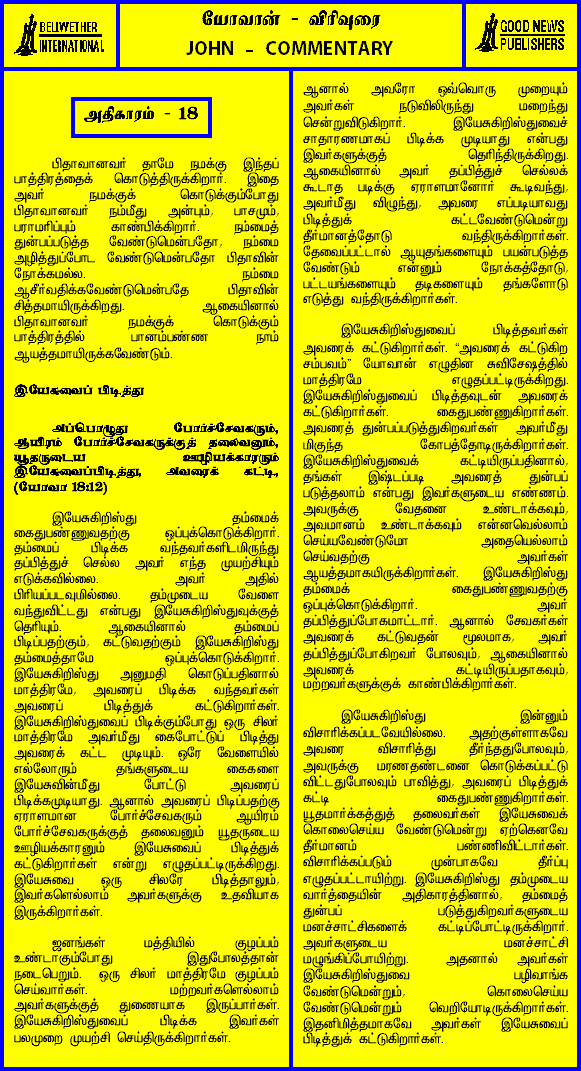 BELLWETHER
INTERNATIONAL
யோவான் - விரிவுரை
JOHN - COMMENTARY
GOOD NEWS
PUBLISHERS
அதிகாரம் - 18
பிதாவானவர் தாமே நமக்கு இந்தப்
பாத்திரத்தைக் கொடுத்திருக்கிறார். இதை
அவர் நமக்குக் கொடுக்கும்போது
பிதாவானவர் நம்மீது அன்பும், பாசமும்,
பராமரிப்பும் காண்பிக்கிறார். நம்மைத்
துன்பப்படுத்த வேண்டுமென்பதோ, நம்மை
அழித்துப்போட வேண்டுமென்பதோ பிதாவின்
நோக்கமல்ல. நம்மை
ஆசீர்வதிக்கவேண்டுமென்பதே பிதாவின்
சித்தமாயிருக்கிறது. ஆகையினால்
பிதாவானவர் நமக்குக் கொடுக்கும்
பாத்திரத்தில் பானம்பண்ண நாம்
ஆயத்தமாயிருக்கவேண்டும்.
இயேசுவைப் பிடித்து
அப்பொழுது போர்ச்சேவகரும்,
ஆயிரம் போர்ச்சேவகருக்குத் தலைவனும்,
யூதருடைய ஊழியக்காரரும்
இயேசுவைப்பிடித்து, அவரைக் கட்டி,
(யோவா 18:12)
இயேசுகிறிஸ்து தம்மைக்
கைதுபண்ணுவதற்கு ஒப்புக்கொடுக்கிறார்.
தம்மைப் பிடிக்க வந்தவர்களிடமிருந்து
தப்பித்துச் செல்ல அவர் எந்த முயற்சியும்
எடுக்கவில்லை. அவர் அதில்
பிரியப்படவுமில்லை. தம்முடைய வேளை
வந்துவிட்டது என்பது இயேசுகிறிஸ்துவுக்குத்
தெரியும். ஆகையினால் தம்மைப்
பிடிப்பதற்கும், கட்டுவதற்கும் இயேசுகிறிஸ்து
தம்மைத்தாமே ஒப்புக்கொடுக்கிறார்.
இயேசுகிறிஸ்து அனுமதி கொடுப்பதினால்
மாத்திரமே, அவரைப் பிடிக்க வந்தவர்கள்
அவரைப் பிடித்துக் கட்டுகிறார்கள்.
இயேசுகிறிஸ்துவைப் பிடிக்கும்போது ஒரு சிலர்
மாத்திரமே அவர்மீது கைபோட்டுப் பிடித்து
அவரைக் கட்ட முடியும். ஒரே வேளையில்
எல்லோரும் தங்களுடைய கைகளை
இயேசுவின்மீது போட்டு அவரைப்
பிடிக்கமுடியாது. ஆனால் அவரைப் பிடிப்பதற்கு
ஏராளமான போர்ச்சேவகரும் ஆயிரம்
போர்ச்சேவகருக்குத் தலைவனும் யூதருடைய
ஊழியக்காரனும் இயேசுவைப் பிடித்துக்
கட்டுகிறார்கள் என்று எழுதப்பட்டிருக்கிறது.
இயேசுவை ஒரு சிலரே பிடித்தாலும்,
இவர்களெல்லாம் அவர்களுக்கு உதவியாக
இருக்கிறார்கள்.
ஜனங்கள் மத்தியில் குழப்பம்
உண்டாகும்போது இதுபோலத்தான்
நடைபெறும். ஒரு சிலர் மாத்திரமே குழப்பம்
செய்வார்கள். மற்றவர்களெல்லாம்
அவர்களுக்குத் துணையாக இருப்பார்கள்.
இயேசுகிறிஸ்துவைப் பிடிக்க இவர்கள்
பலமுறை முயற்சி செய்திருக்கிறார்கள்.
ஆனால் அவரோ ஒவ்வொரு முறையும்
அவர்கள் நடுவிலிருந்து மறைந்து
சென்றுவிடுகிறார். இயேசுகிறிஸ்துவைச்
சாதாரணமாகப் பிடிக்க முடியாது என்பது
இவர்களுக்குத் தெரிந்திருக்கிறது.
ஆகையினால் அவர் தப்பித்துச் செல்லக்
கூடாத படிக்கு ஏராளமானோர் கூடிவந்து,
அவர்மீது விழுந்து, அவரை எப்படியாவது
பிடித்துக் கட்டவேண்டுமென்று
தீர்மானத்தோடு வந்திருக்கிறார்கள்.
தேவைப்பட்டால் ஆயுதங்களையும் பயன்படுத்த
வேண்டும் என்னும் நோக்கத்தோடு,
பட்டயங்களையும் தடிகளையும் தங்களோடு
எடுத்து வந்திருக்கிறார்கள்.
இயேசுகிறிஸ்துவைப் பிடித்தவர்கள்
அவரைக் கட்டுகிறார்கள். “அவரைக் கட்டுகிற
சம்பவம்” யோவான் எழுதின சுவிசேஷத்தில்
மாத்திரமே எழுதப்பட்டிருக்கிறது.
இயேசுகிறிஸ்துவைப் பிடித்தவுடன் அவரைக்
கட்டுகிறார்கள். கைதுபண்ணுகிறார்கள்.
அவரைத் துன்பப்படுத்துகிறவர்கள் அவர்மீது
மிகுந்த கோபத்தோடிருக்கிறார்கள்.
இயேசுகிறிஸ்துவைக் கட்டியிருப்பதினால்,
தங்கள் இஷ்டப்படி அவரைத் துன்பப்
படுத்தலாம் என்பது இவர்களுடைய எண்ணம்.
அவருக்கு வேதனை உண்டாக்கவும்,
அவமானம் உண்டாக்கவும் என்னவெல்லாம்
செய்யவேண்டுமோ அதையெல்லாம்
செய்வதற்கு அவர்கள்
ஆயத்தமாகயிருக்கிறார்கள். இயேசுகிறிஸ்து
தம்மைக் கைதுபண்ணுவதற்கு
ஒப்புக்கொடுக்கிறார். அவர்
தப்பித்துப்போகமாட்டார். ஆனால் சேவகர்கள்
அவரைக் கட்டுவதன் மூலமாக, அவர்
தப்பித்துப்போகிறவர் போலவும், ஆகையினால்
அவரைக் கட்டியிருப்பதாகவும்,
மற்றவர்களுக்குக் காண்பிக்கிறார்கள்.
இயேசுகிறிஸ்து இன்னும்
விசாரிக்கப்படவேயில்லை. அதற்குள்ளாகவே
அவரை விசாரித்து தீர்ந்ததுபோலவும்,
அவருக்கு மரணதண்டனை கொடுக்கப்பட்டு
விட்டதுபோலவும் பாவித்து, அவரைப் பிடித்துக்
கட்டி கைதுபண்ணுகிறார்கள்.
யூதமார்க்கத்துத் தலைவர்கள் இயேசுவைக்
கொலைசெய்ய வேண்டுமென்று ஏற்கெனவே
தீர்மானம் பண்ணிவிட்டார்கள்.
விசாரிக்கப்படும் முன்பாகவே தீர்ப்பு
எழுதப்பட்டாயிற்று. இயேசுகிறிஸ்து தம்முடைய
வார்த்தையின் அதிகாரத்தினால், தம்மைத்
துன்பப் படுத்துகிறவர்களுடைய
மனச்சாட்சிகளைக் கட்டிப்போட்டிருக்கிறார்.
அவர்களுடைய மனச்சாட்சி
மழுங்கிப்போயிற்று. அதனால் அவர்கள்
இயேசுகிறிஸ்துவை பழிவாங்க
வேண்டுமென்றும், கொலைசெய்ய
வேண்டுமென்றும் வெறியோடிருக்கிறார்கள்.
இதனிமித்தமாகவே அவர்கள் இயேசுவைப்
பிடித்துக் கட்டுகிறார்கள்.